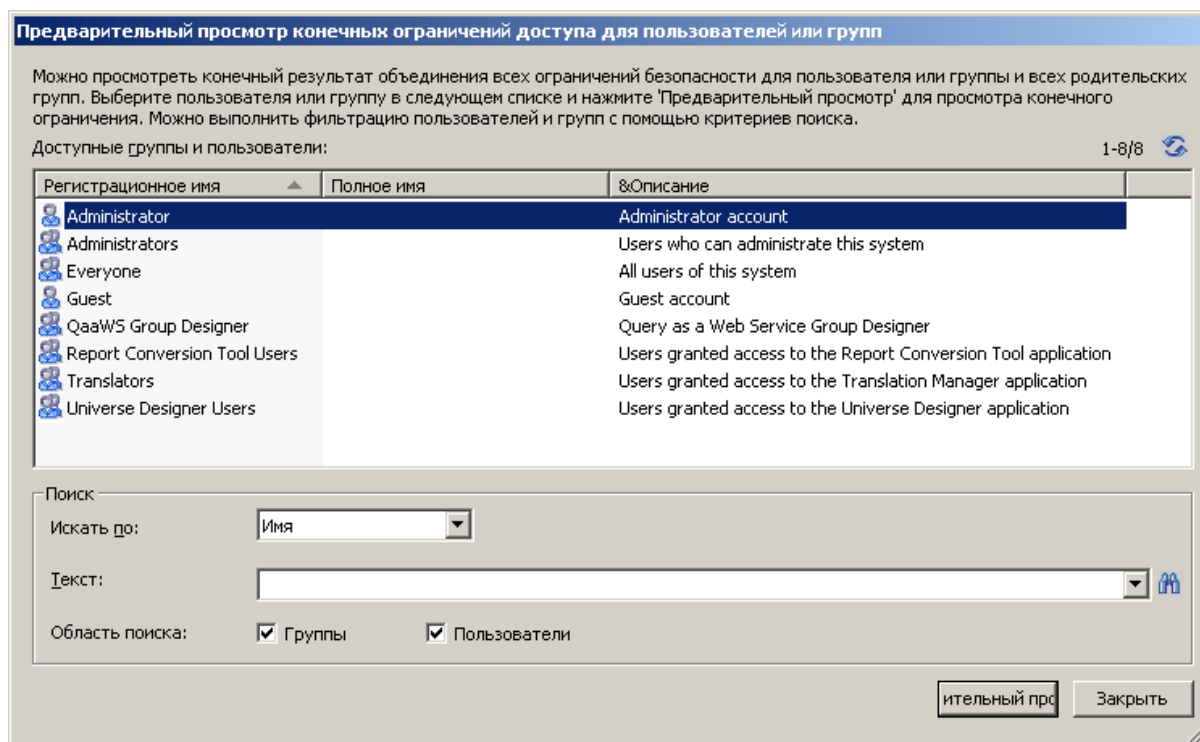 Предварительный просмотр конечных ограничений доступа для пользователей или групп
Можно просмотреть конечный результат объединения всех ограничений безопасности для пользователя или группы и всех родительских
групп. Выберите пользователя или группу в следующем списке и нажмите 'Предварительный просмотр' для просмотра конечного
ограничения. Можно выполнить фильтрацию пользователей и групп с помощью критериев поиска.
Доступные группы и пользователи: 1-8/8
Регистрационное имя Полное имя &Описание
Administrator Administrator account
Administrators Users who can administrate this system
Everyone All users of this system
Guest Guest account
QaaWS Group Designer Query as a Web Service Group Designer
Report Conversion Tool Users Users granted access to the Report Conversion Tool application
Translators Users granted access to the Translation Manager application
Universe Designer Users Users granted access to the Universe Designer application
Поиск
Искать по: Имя
Текст:
Область поиска: Группы Пользователи
ительный про Закрыть